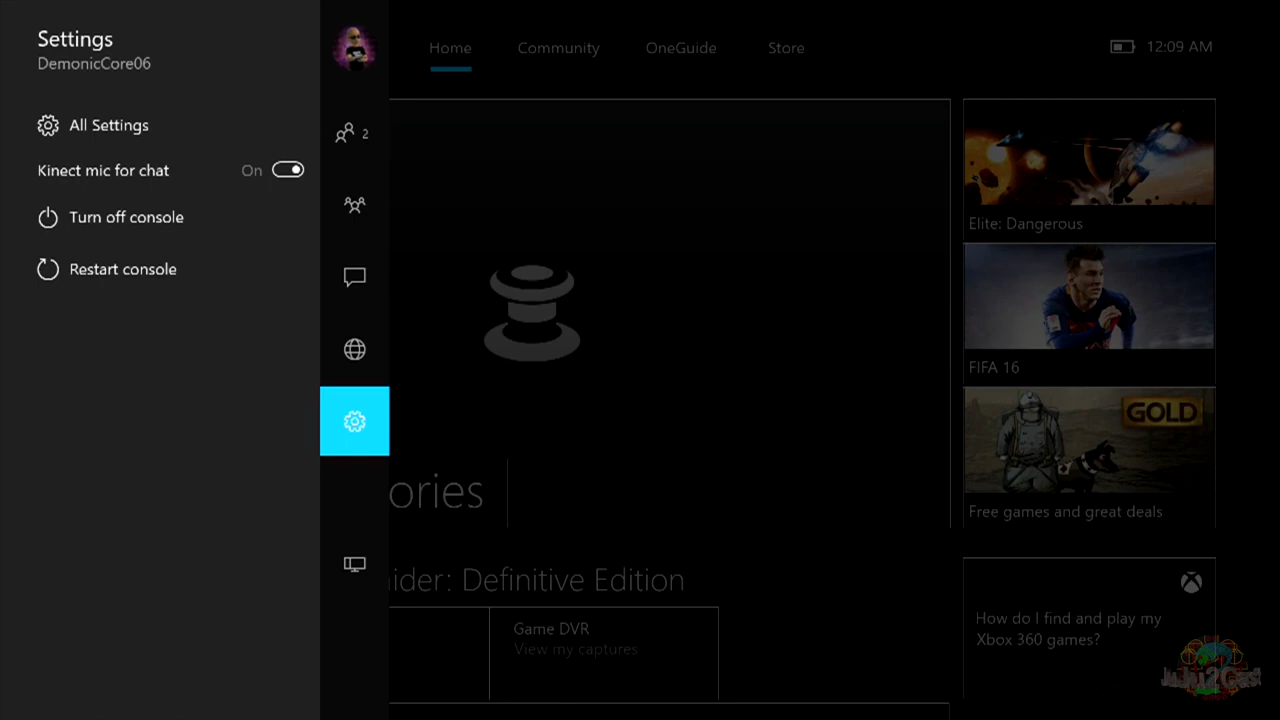 Settings
DemonicCore06
All Settings
Kinect mic for chat On
Turn off console
Restart console
2
Home Community OneGuide Store
12:09 AM
Elite: Dangerous
FIFA 16
GOLD
Free games and great deals
ories
ider: Definitive Edition
Game DVR
View my captures
How do I find and play my
Xbox 360 games?
JuJu2Cast